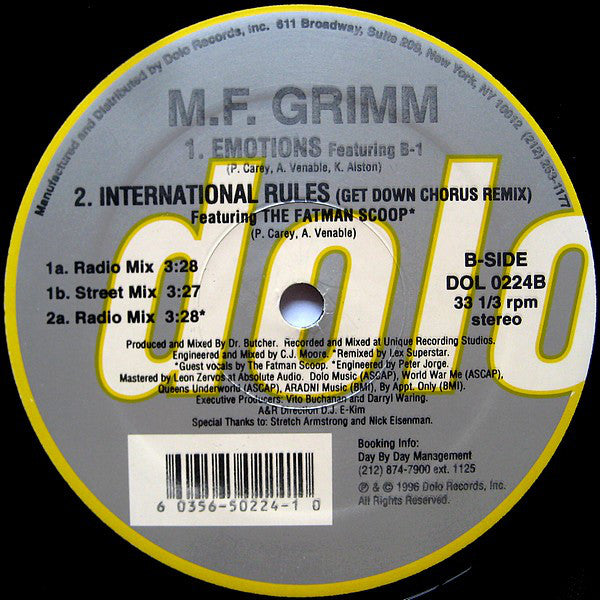 Manufactured and Distributed by Dolo Records, Inc. 611 Broadway, Suite 209, New York, NY 10012 (212) 253-1177
M.F. GRIMM
1. EMOTIONS Featuring B-1
(P. Carey, A. Venable, K. Alston)
2. INTERNATIONAL RULES (GET DOWN CHORUS REMIX)
Featuring THE FATMAN SCOOP*
(P. Carey, A. Venable)
dolo
1a. Radio Mix 3:28
1b. Street Mix 3:27
2a. Radio Mix 3:28*
B-SIDE
DOL 0224B
33 1/3 rpm
stereo
Produced and Mixed By Dr. Butcher. Recorded and Mixed at Unique Recording Studios.
Engineered and Mixed by C.J. Moore. *Remixed by Lex Superstar.
*Guest vocals by The Fatman Scoop. *Engineered by Peter Jorge.
Mastered by Leon Zervos at Absolute Audio. Dolo Music (ASCAP), World War Me (ASCAP),
Queens Underworld (ASCAP), ARADNI Music (BMI), By Appt. Only (BMI).
Executive Producers: Vito Buchanan and Darryl Waring.
A&R Direction D.J. E-Kim
Special Thanks to: Stretch Armstrong and Nick Eisenman.
6 0356-50224-1 0
Booking Info:
Day By Day Management
(212) 874-7900 ext. 1125
℗ & © 1996 Dolo Records, Inc.
All Rights Reserved.